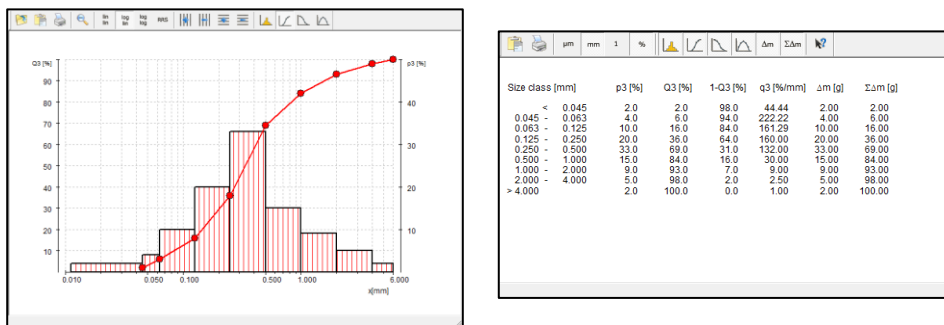 lin lin log lin log log RRS
Q3 [%] p3 [%]
90
80 40
70
60 30
50
40 20
30
20 10
10
0.010 0.050 0.100 0.500 1.000 6.000
x[mm]
µm mm 1 % Δm ΣΔm
Size class [mm] p3 [%] Q3 [%] 1-Q3 [%] q3 [%/mm] Δm [g] ΣΔm [g]
< 0.045 2.0 2.0 98.0 44.44 2.00 2.00
0.045 - 0.063 4.0 6.0 94.0 222.22 4.00 6.00
0.063 - 0.125 10.0 16.0 84.0 161.29 10.00 16.00
0.125 - 0.250 20.0 36.0 64.0 160.00 20.00 36.00
0.250 - 0.500 33.0 69.0 31.0 132.00 33.00 69.00
0.500 - 1.000 15.0 84.0 16.0 30.00 15.00 84.00
1.000 - 2.000 9.0 93.0 7.0 9.00 9.00 93.00
2.000 - 4.000 5.0 98.0 2.0 2.50 5.00 98.00
> 4.000 2.0 100.0 0.0 1.00 2.00 100.00